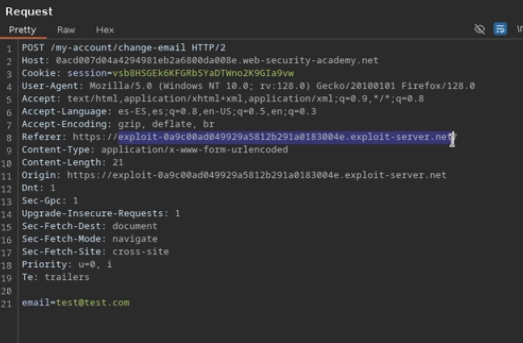 Request
Pretty Raw Hex
1 POST /my-account/change-email HTTP/2
2 Host: 0acd007d04a4294981eb2a6800da008e.web-security-academy.net
3 Cookie: session=vsb8HSGEk6KFGRbSYaDTWno2K9GIa9vw
4 User-Agent: Mozilla/5.0 (Windows NT 10.0; rv:128.0) Gecko/20100101 Firefox/128.0
5 Accept: text/html,application/xhtml+xml,application/xml;q=0.9,*/*;q=0.8
6 Accept-Language: es-ES,es;q=0.8,en-US;q=0.5,en;q=0.3
7 Accept-Encoding: gzip, deflate, br
8 Referer: https://exploit-0a9c00ad049929a5812b291a0183004e.exploit-server.net/
9 Content-Type: application/x-www-form-urlencoded
10 Content-Length: 21
11 Origin: https://exploit-0a9c00ad049929a5812b291a0183004e.exploit-server.net
12 Dnt: 1
13 Sec-Gpc: 1
14 Upgrade-Insecure-Requests: 1
15 Sec-Fetch-Dest: document
16 Sec-Fetch-Mode: navigate
17 Sec-Fetch-Site: cross-site
18 Priority: u=0, i
19 Te: trailers
20
21 email=test@test.com